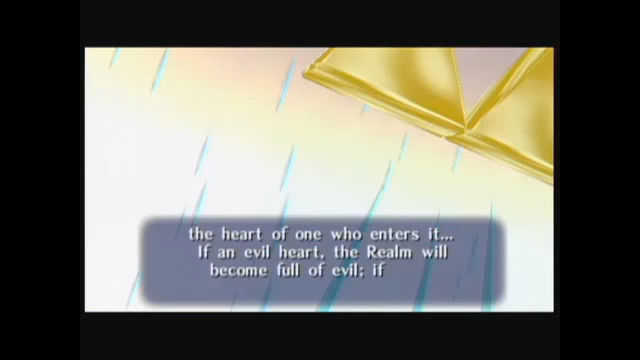 the heart of one who enters it...
If an evil heart, the Realm will
become full of evil; if